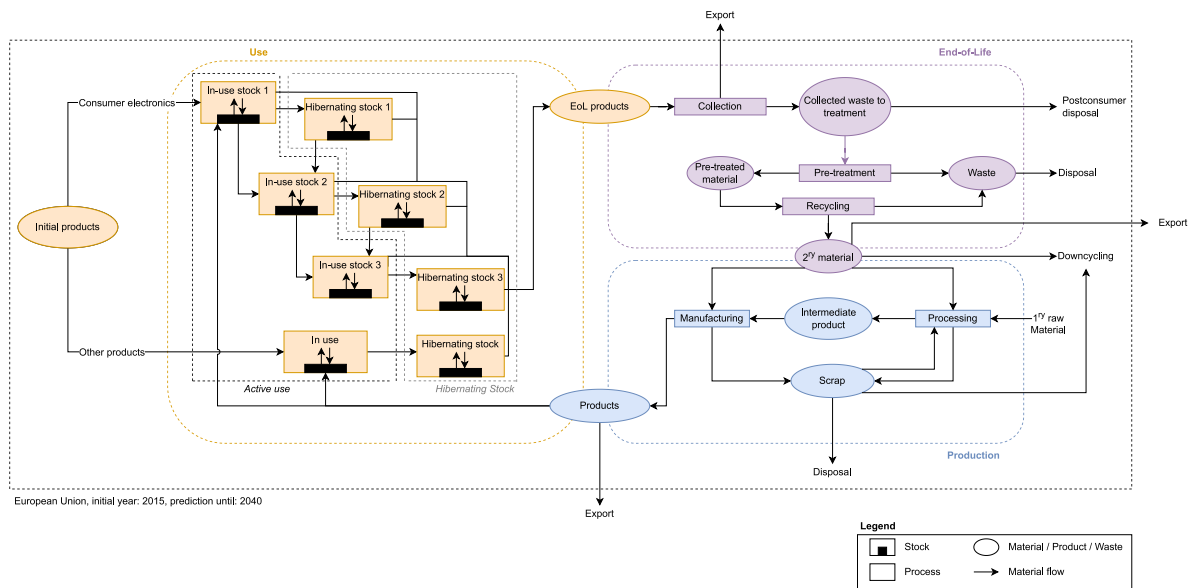 Export
Use
End-of-Life
In-use stock 1
Consumer electronics
Hibernating stock 1
EoL products
Collection
Collected waste to
treatment
Postconsumer
disposal
In-use stock 2
Hibernating stock 2
Pre-treated
material
Pre-treatment
Waste
Disposal
Recycling
Initial products
Export
In-use stock 3
Hibernating stock 3
2ry material
Downcycling
Manufacturing
Intermediate
product
Processing
1ry raw
Material
Other products
In use
Hibernating stock
Active use
Hibernating Stock
Scrap
Products
Production
Disposal
European Union, initial year: 2015, prediction until: 2040
Export
Legend
Stock
Material / Product / Waste
Process
Material flow